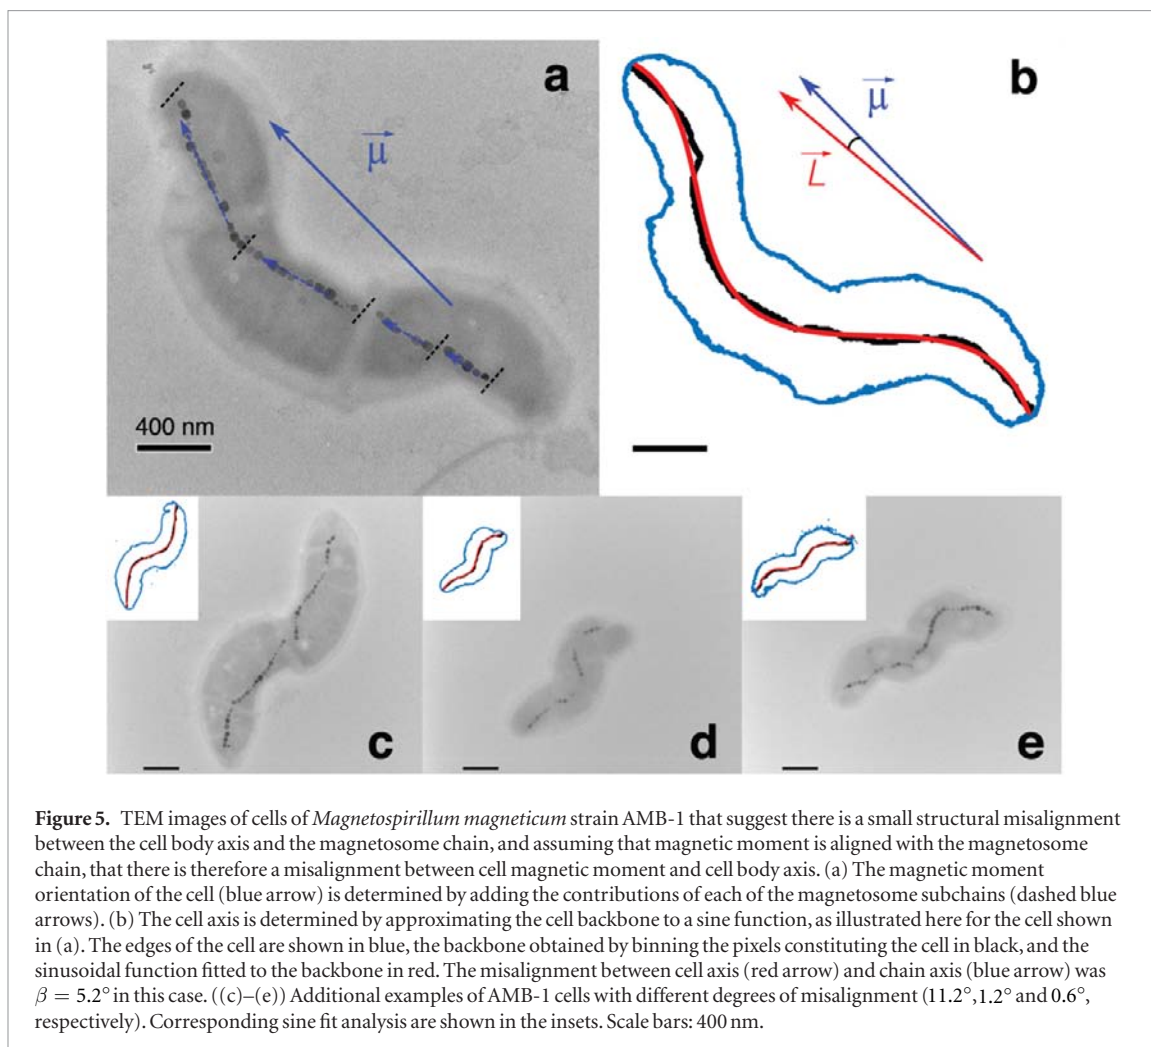 a
μ
400 nm
b
μ
L
c
d
e
Figure 5. TEM images of cells of Magnetospirillum magneticum strain AMB-1 that suggest there is a small structural misalignment
between the cell body axis and the magnetosome chain, and assuming that magnetic moment is aligned with the magnetosome
chain, that there is therefore a misalignment between cell magnetic moment and cell body axis. (a) The magnetic moment
orientation of the cell (blue arrow) is determined by adding the contributions of each of the magnetosome subchains (dashed blue
arrows). (b) The cell axis is determined by approximating the cell backbone to a sine function, as illustrated here for the cell shown
in (a). The edges of the cell are shown in blue, the backbone obtained by binning the pixels constituting the cell in black, and the
sinusoidal function fitted to the backbone in red. The misalignment between cell axis (red arrow) and chain axis (blue arrow) was
β = 5.2° in this case. ((c)–(e)) Additional examples of AMB-1 cells with different degrees of misalignment (11.2°,1.2° and 0.6°,
respectively). Corresponding sine fit analysis are shown in the insets. Scale bars: 400 nm.